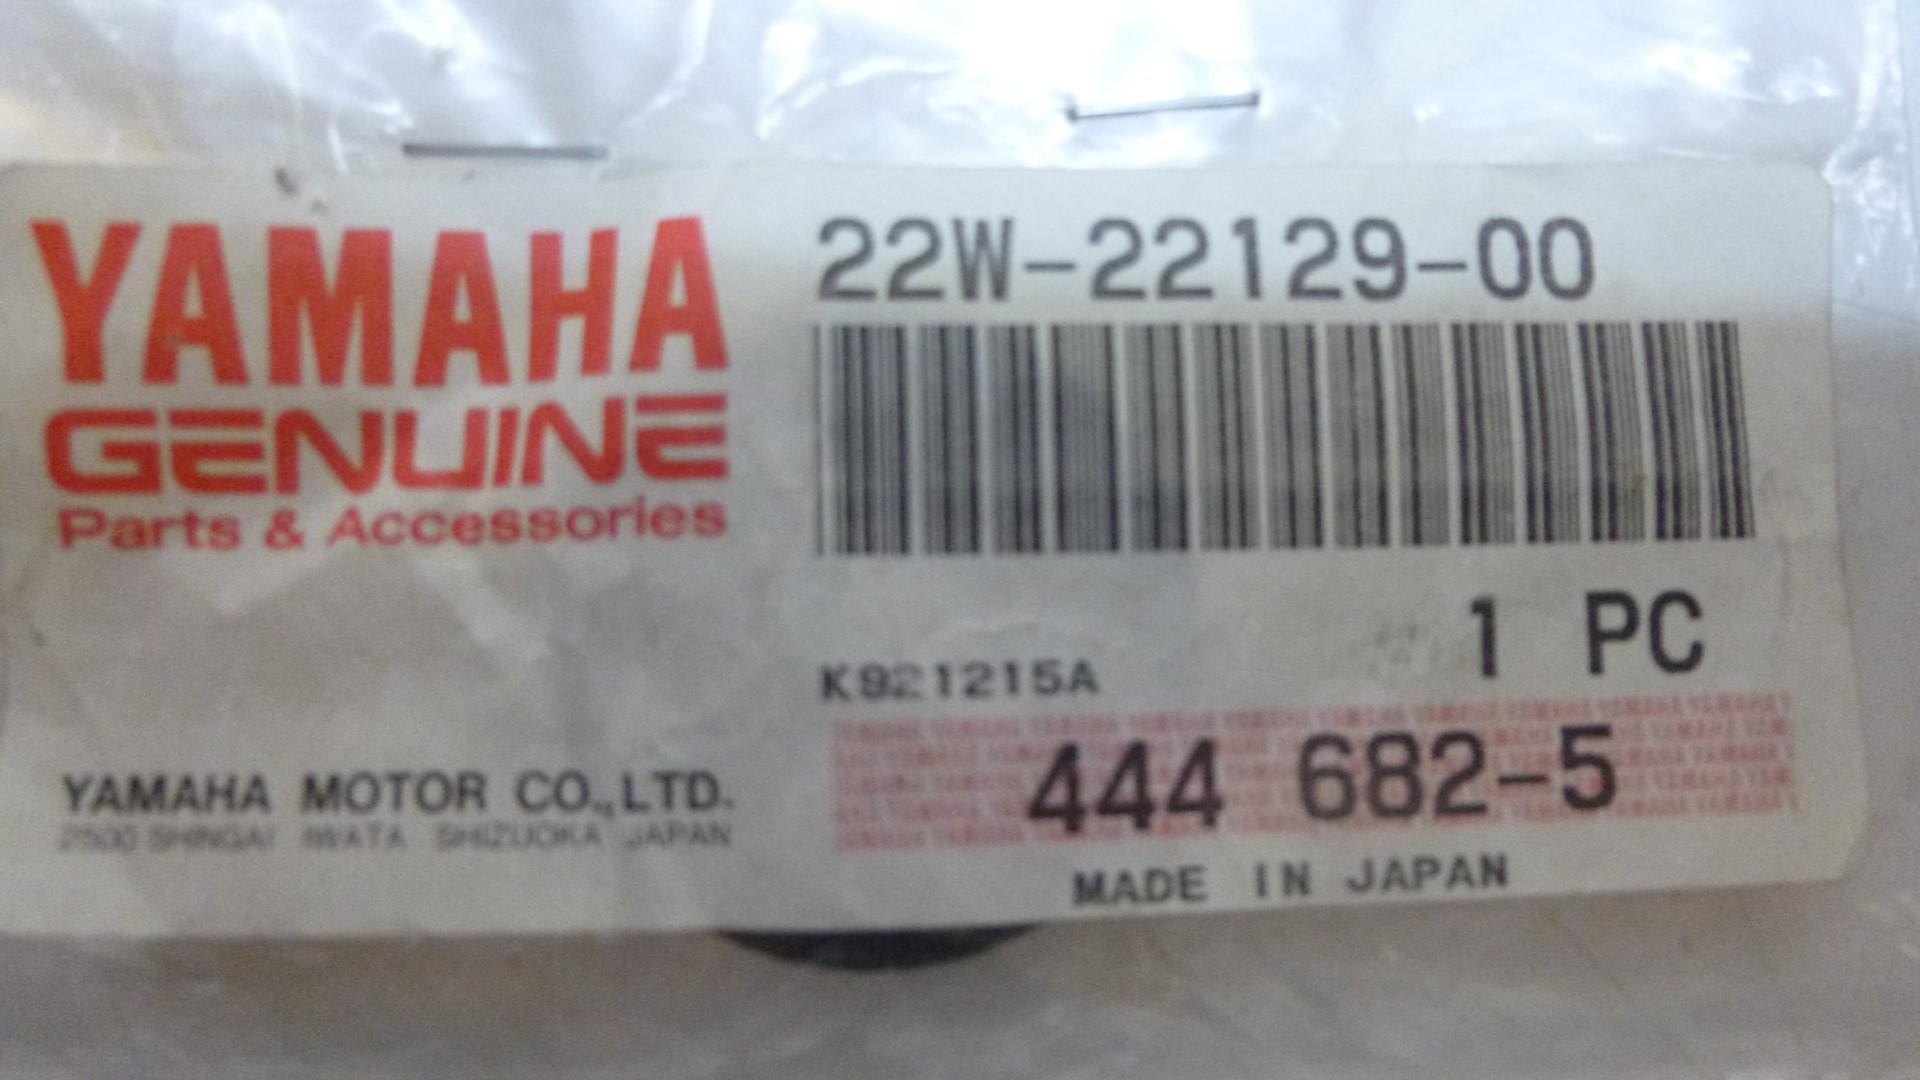 YAMAHA
GENUINE
Parts & Accessories
22W-22129-00
1 PC
K921215A
444 682-5
YAMAHA MOTOR CO.,LTD.
2500 SHINGAI IWATA SHIZUOKA JAPAN
MADE IN JAPAN